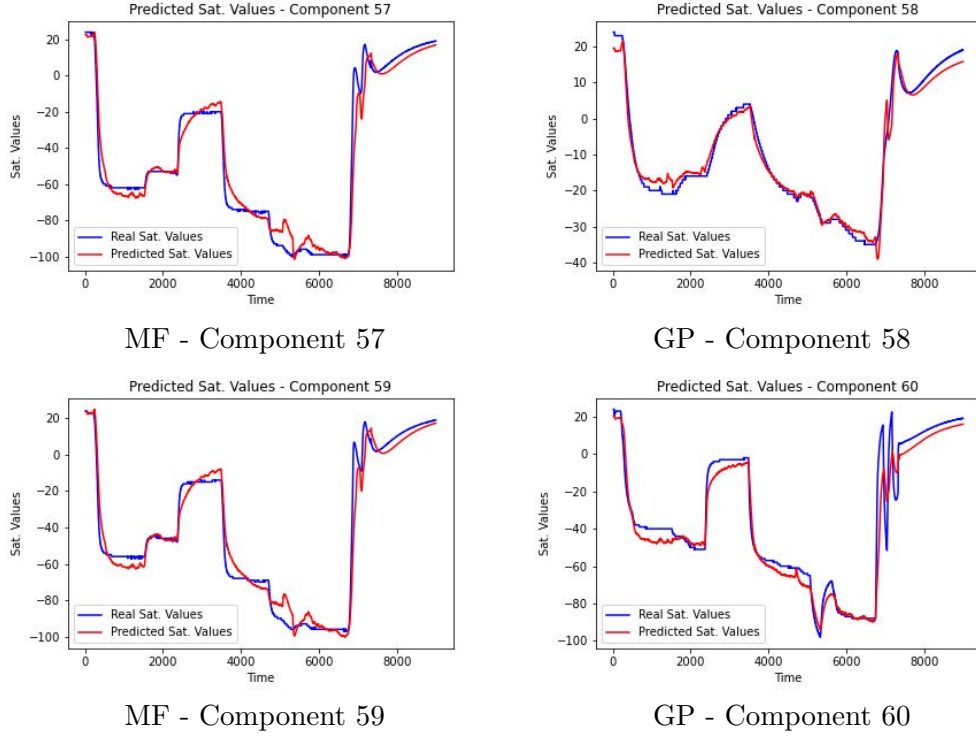 Predicted Sat. Values - Component 57
Sat. Values
20
0
−20
−40
−60
−80
−100
Real Sat. Values
Predicted Sat. Values
0 2000 4000 6000 8000
Time
MF - Component 57
Predicted Sat. Values - Component 58
Sat. Values
20
10
0
−10
−20
−30
−40
Real Sat. Values
Predicted Sat. Values
0 2000 4000 6000 8000
Time
GP - Component 58
Predicted Sat. Values - Component 59
Sat. Values
20
0
−20
−40
−60
−80
−100
Real Sat. Values
Predicted Sat. Values
0 2000 4000 6000 8000
Time
MF - Component 59
Predicted Sat. Values - Component 60
Sat. Values
20
0
−20
−40
−60
−80
−100
Real Sat. Values
Predicted Sat. Values
0 2000 4000 6000 8000
Time
GP - Component 60